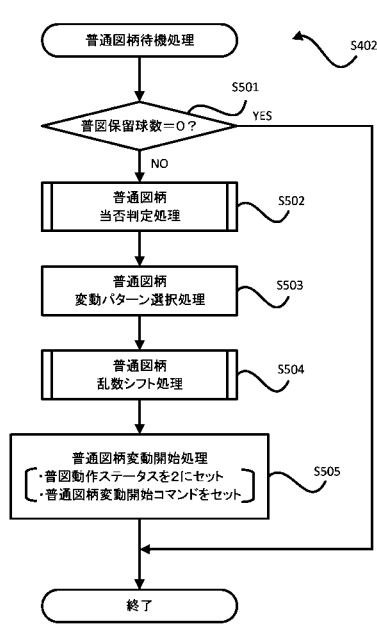 普通図柄待機処理
S402
S501
普図保留球数=0?
YES
NO
普通図柄
当否判定処理
S502
普通図柄
変動パターン選択処理
S503
普通図柄
乱数シフト処理
S504
普通図柄変動開始処理
・普図動作ステータスを2にセット
・普通図柄変動開始コマンドをセット
S505
終了